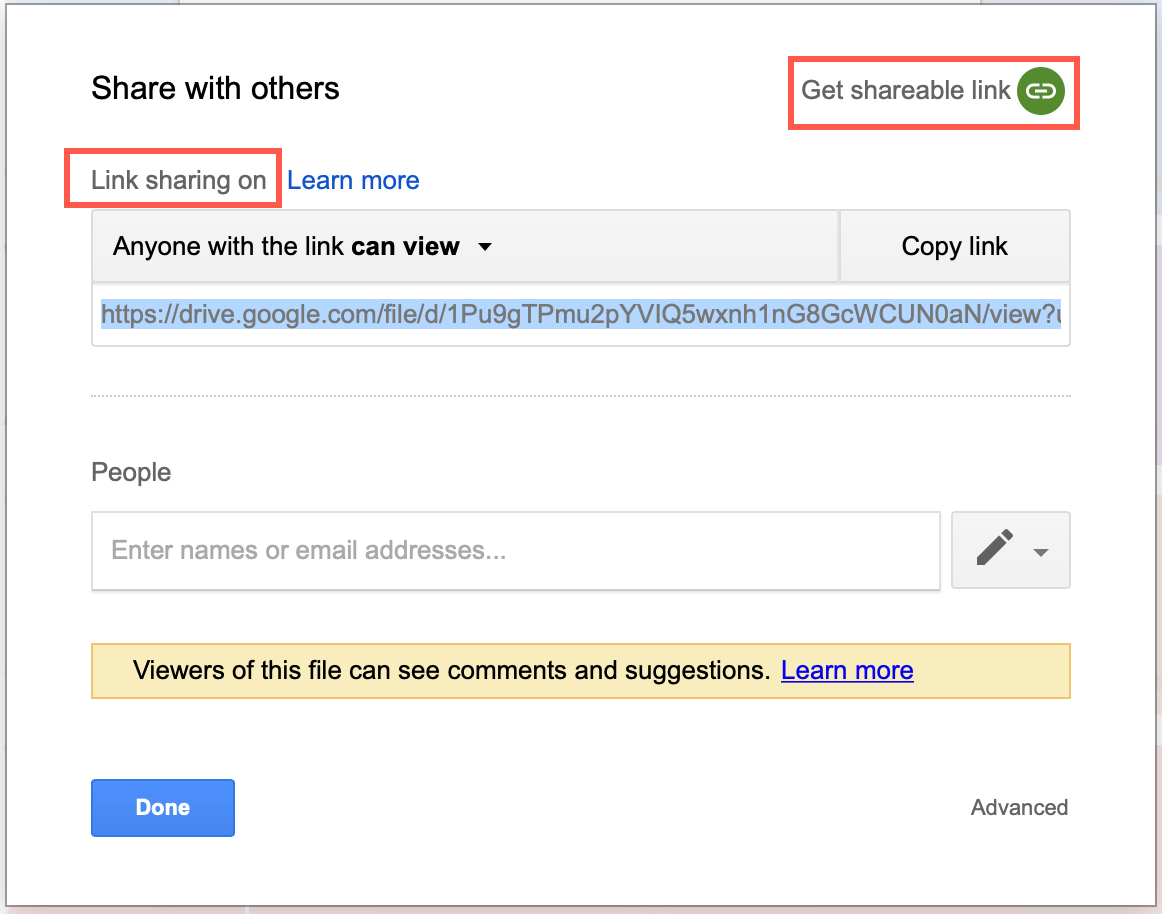 Share with others
Get shareable link
Link sharing on Learn more
Anyone with the link can view
Copy link
https://drive.google.com/file/d/1Pu9gTPmu2pYVIQ5wxnh1nG8GcWCUN0aN/view?u
People
Enter names or email addresses...
Viewers of this file can see comments and suggestions. Learn more
Done
Advanced